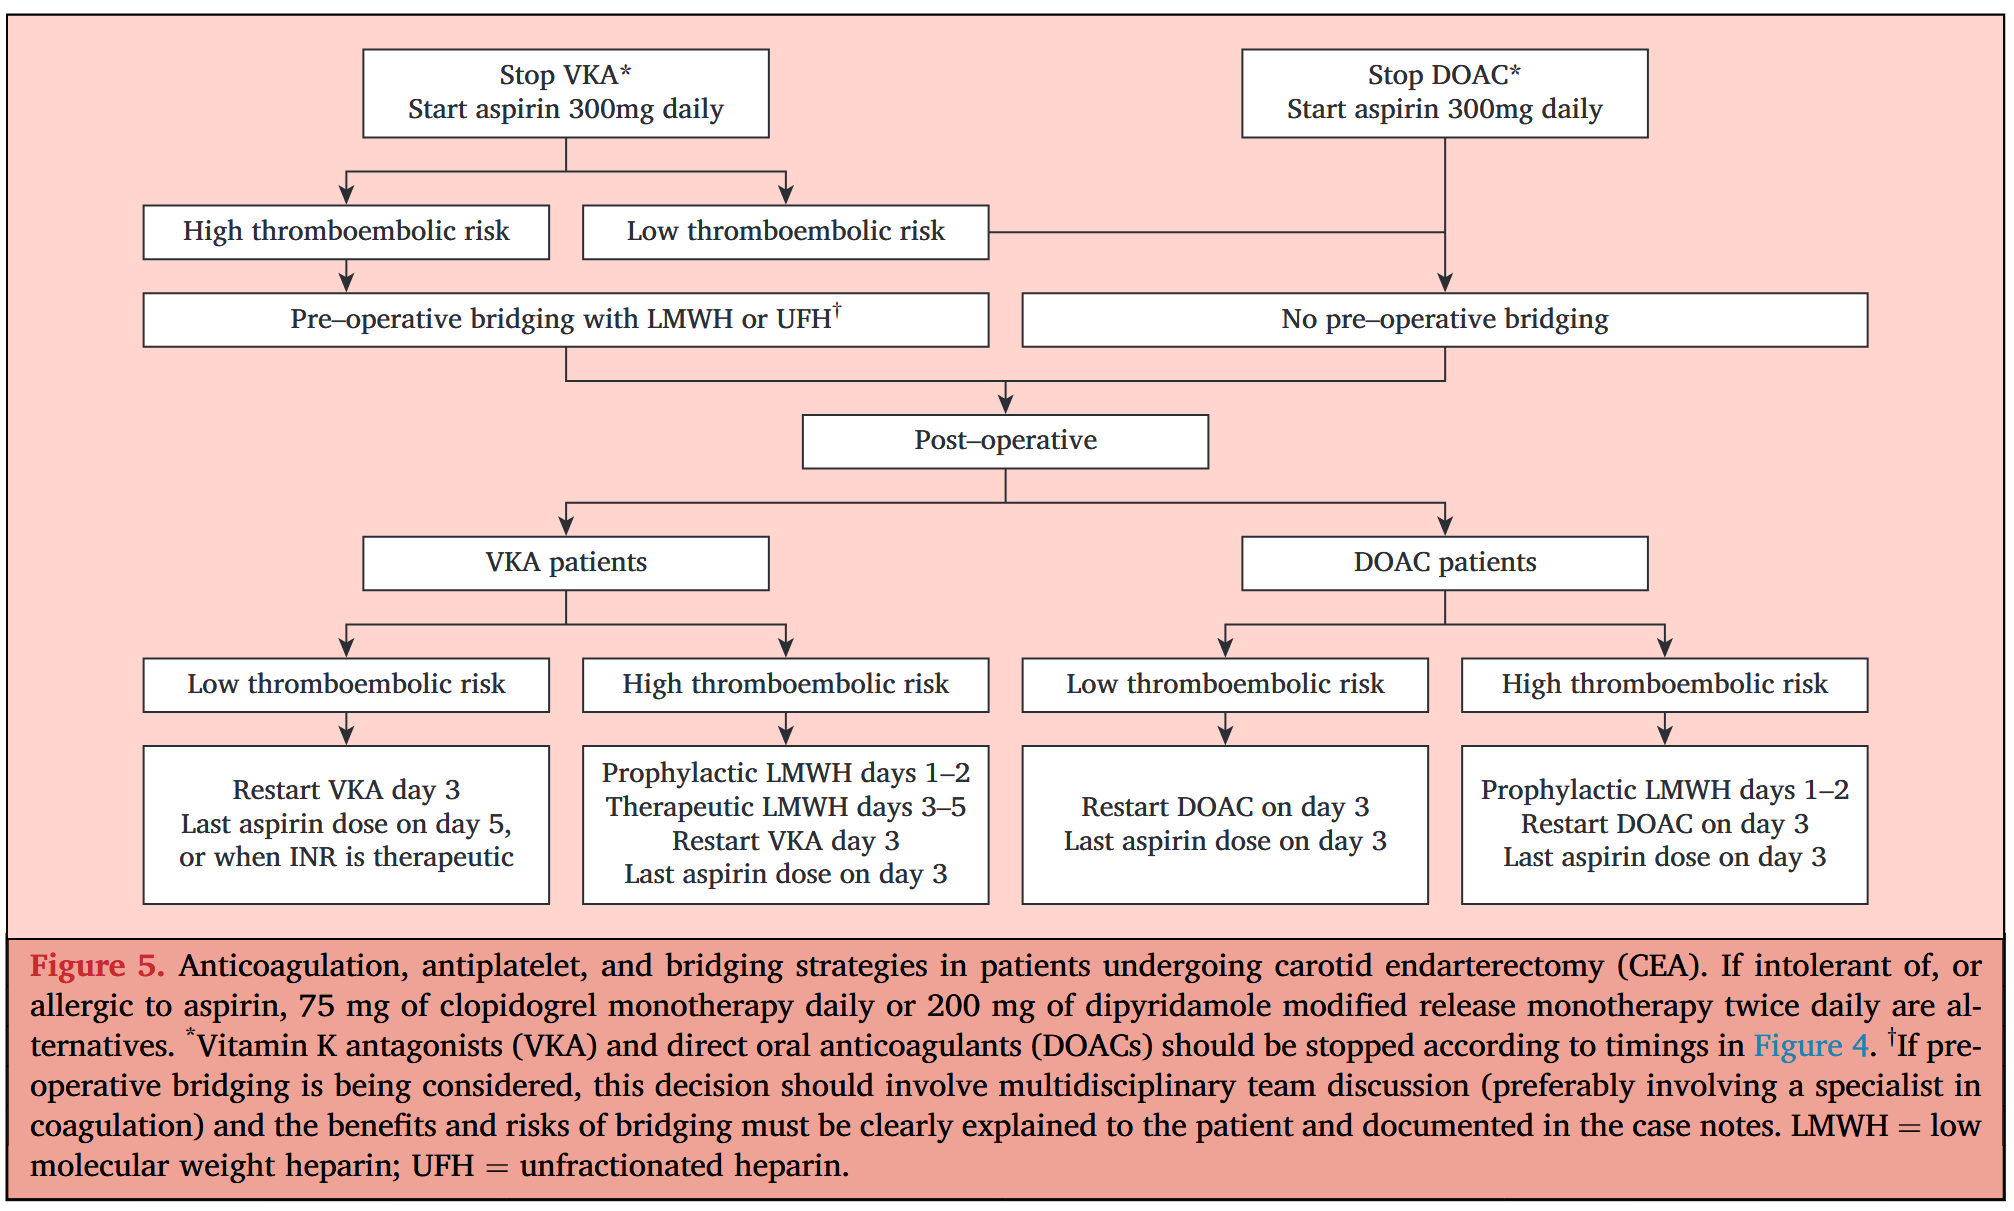 Stop VKA*
Start aspirin 300mg daily
Stop DOAC*
Start aspirin 300mg daily
High thromboembolic risk
Low thromboembolic risk
Pre–operative bridging with LMWH or UFH†
No pre–operative bridging
Post–operative
VKA patients
DOAC patients
Low thromboembolic risk
High thromboembolic risk
Low thromboembolic risk
High thromboembolic risk
Restart VKA day 3
Last aspirin dose on day 5,
or when INR is therapeutic
Prophylactic LMWH days 1–2
Therapeutic LMWH days 3–5
Restart VKA day 3
Last aspirin dose on day 3
Restart DOAC on day 3
Last aspirin dose on day 3
Prophylactic LMWH days 1–2
Restart DOAC on day 3
Last aspirin dose on day 3
Figure 5. Anticoagulation, antiplatelet, and bridging strategies in patients undergoing carotid endarterectomy (CEA). If intolerant of, or
allergic to aspirin, 75 mg of clopidogrel monotherapy daily or 200 mg of dipyridamole modified release monotherapy twice daily are al-
ternatives. *Vitamin K antagonists (VKA) and direct oral anticoagulants (DOACs) should be stopped according to timings in Figure 4. †If pre-
operative bridging is being considered, this decision should involve multidisciplinary team discussion (preferably involving a specialist in
coagulation) and the benefits and risks of bridging must be clearly explained to the patient and documented in the case notes. LMWH = low
molecular weight heparin; UFH = unfractionated heparin.